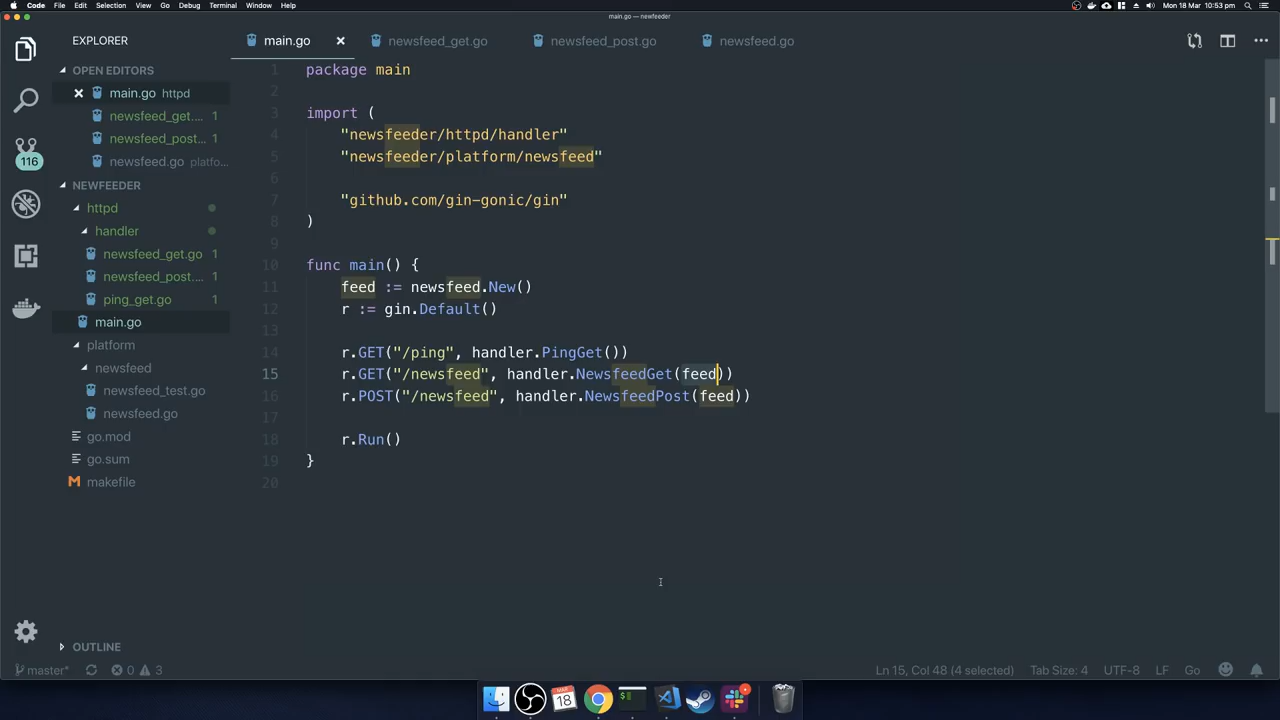 Code File Edit Selection View Go Debug Terminal Window Help Mon 18 Mar 10:53 pm
main.go — newfeeder
EXPLORER
main.go
newsfeed_get.go
newsfeed_post.go
newsfeed.go
OPEN EDITORS
main.go httpd
newsfeed_get.... 1
newsfeed_post... 1
newsfeed.go platfo...
116
NEWFEEDER
httpd
handler
newsfeed_get.go 1
newsfeed_post.... 1
ping_get.go 1
main.go
platform
newsfeed
newsfeed_test.go
newsfeed.go
go.mod
go.sum
M makefile
OUTLINE
1 package main
2
3 import (
4 "newsfeeder/httpd/handler"
5 "newsfeeder/platform/newsfeed"
6
7 "github.com/gin-gonic/gin"
8 )
9
10 func main() {
11 feed := newsfeed.New()
12 r := gin.Default()
13
14 r.GET("/ping", handler.PingGet())
15 r.GET("/newsfeed", handler.NewsfeedGet(feed))
16 r.POST("/newsfeed", handler.NewsfeedPost(feed))
17
18 r.Run()
19 }
20
master* 0 3 Ln 15, Col 48 (4 selected) Tab Size: 4 UTF-8 LF Go
MAR
18
$